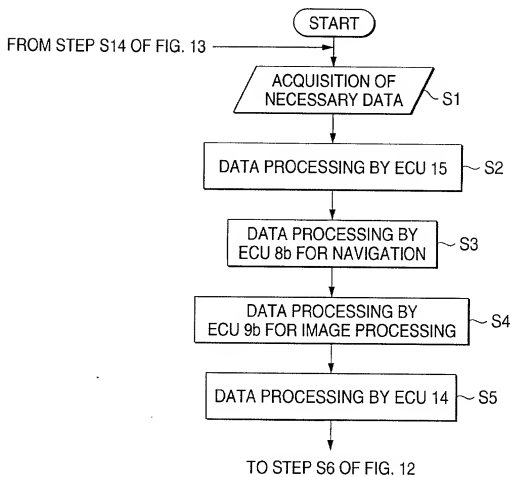 START
FROM STEP S14 OF FIG. 13
ACQUISITION OF
NECESSARY DATA
S1
DATA PROCESSING BY ECU 15
S2
DATA PROCESSING BY
ECU 8b FOR NAVIGATION
S3
DATA PROCESSING BY
ECU 9b FOR IMAGE PROCESSING
S4
DATA PROCESSING BY ECU 14
S5
TO STEP S6 OF FIG. 12